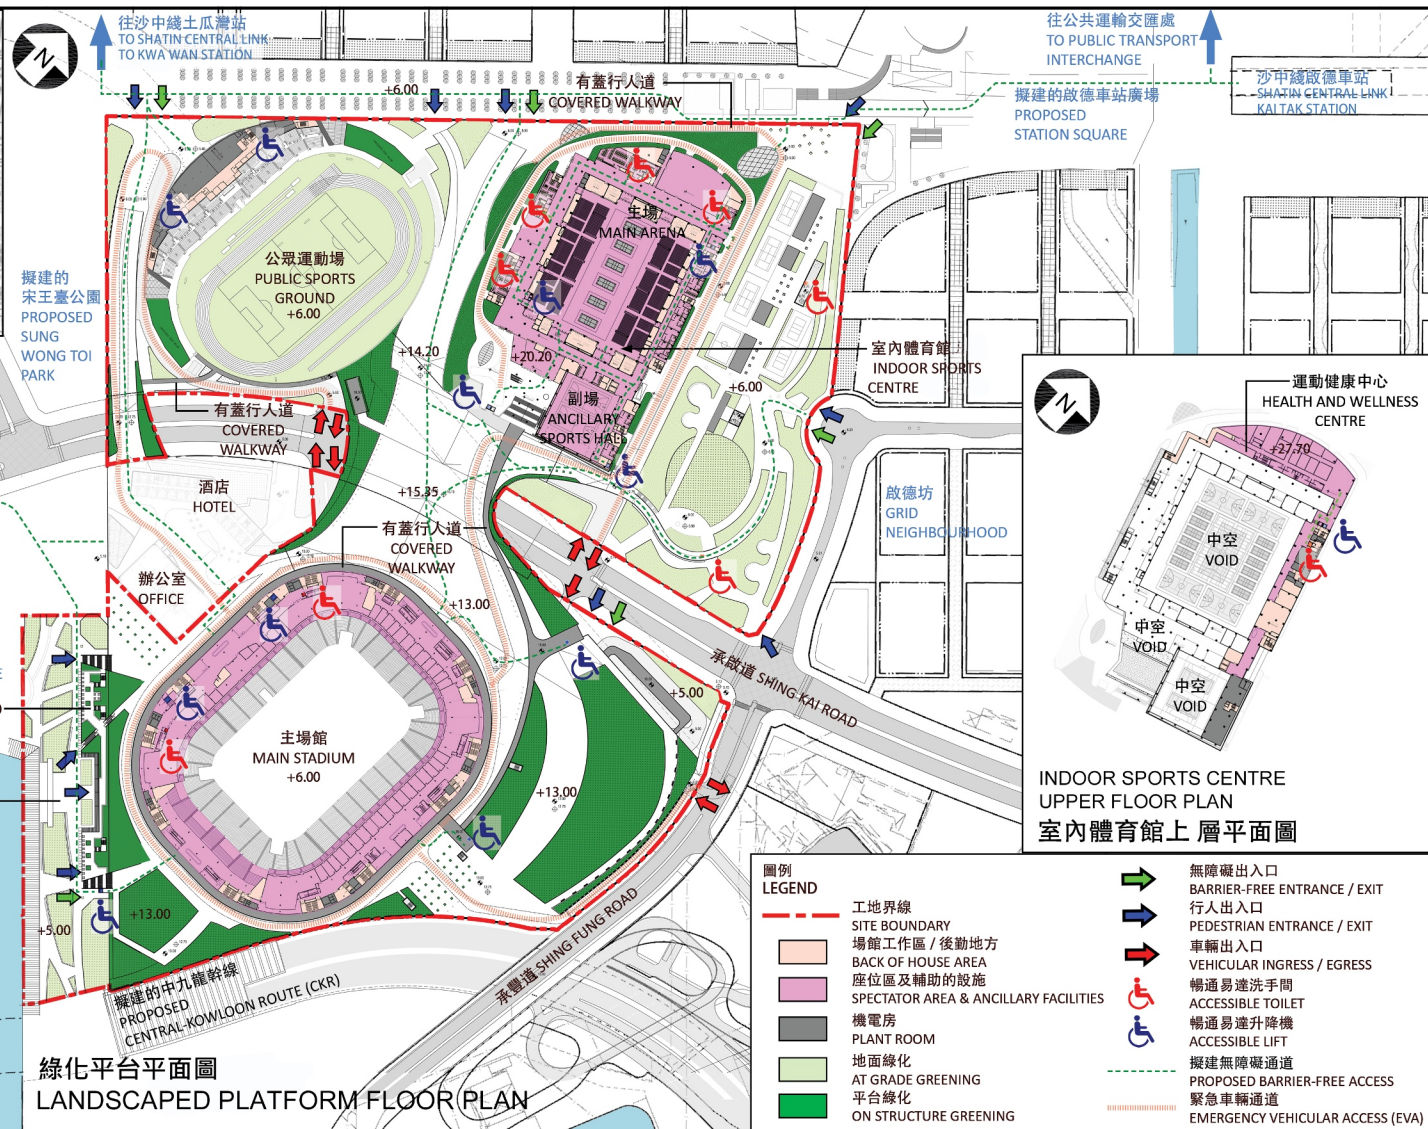 往沙中綫土瓜灣站
TO SHATIN CENTRAL LINK
TO KWA WAN STATION
往公共運輸交匯處
TO PUBLIC TRANSPORT
INTERCHANGE
沙中綫啟德車站
SHATIN CENTRAL LINK
KAI TAK STATION
擬建的啟德車站廣場
PROPOSED
STATION SQUARE
N
有蓋行人道
COVERED WALKWAY
+6.00
主場
MAIN ARENA
公眾運動場
PUBLIC SPORTS
GROUND
+6.00
擬建的
宋王臺公園
PROPOSED
SUNG
WONG TOI
PARK
+14.20
+20.20
室內體育館
INDOOR SPORTS
CENTRE
+6.00
副場
ANCILLARY
SPORTS HALL
有蓋行人道
COVERED
WALKWAY
酒店
HOTEL
+15.35
有蓋行人道
COVERED
WALKWAY
啟德坊
GRID
NEIGHBOURHOOD
辦公室
OFFICE
+13.00
承啟道 SHING KAI ROAD
+5.00
主場館
MAIN STADIUM
+6.00
+13.00
+13.00
+5.00
承豐道 SHING FUNG ROAD
擬建的中九龍幹線
PROPOSED
CENTRAL-KOWLOON ROUTE (CKR)
綠化平台平面圖
LANDSCAPED PLATFORM FLOOR PLAN
N
運動健康中心
HEALTH AND WELLNESS
CENTRE
+27.70
中空
VOID
中空
VOID
中空
VOID
INDOOR SPORTS CENTRE
UPPER FLOOR PLAN
室內體育館上 層平面圖
圖例
LEGEND
工地界線
SITE BOUNDARY
場館工作區 / 後勤地方
BACK OF HOUSE AREA
座位區及輔助的設施
SPECTATOR AREA & ANCILLARY FACILITIES
機電房
PLANT ROOM
地面綠化
AT GRADE GREENING
平台綠化
ON STRUCTURE GREENING
無障礙出入口
BARRIER-FREE ENTRANCE / EXIT
行人出入口
PEDESTRIAN ENTRANCE / EXIT
車輛出入口
VEHICULAR INGRESS / EGRESS
暢通易達洗手間
ACCESSIBLE TOILET
暢通易達升降機
ACCESSIBLE LIFT
擬建無障礙通道
PROPOSED BARRIER-FREE ACCESS
緊急車輛通道
EMERGENCY VEHICULAR ACCESS (EVA)